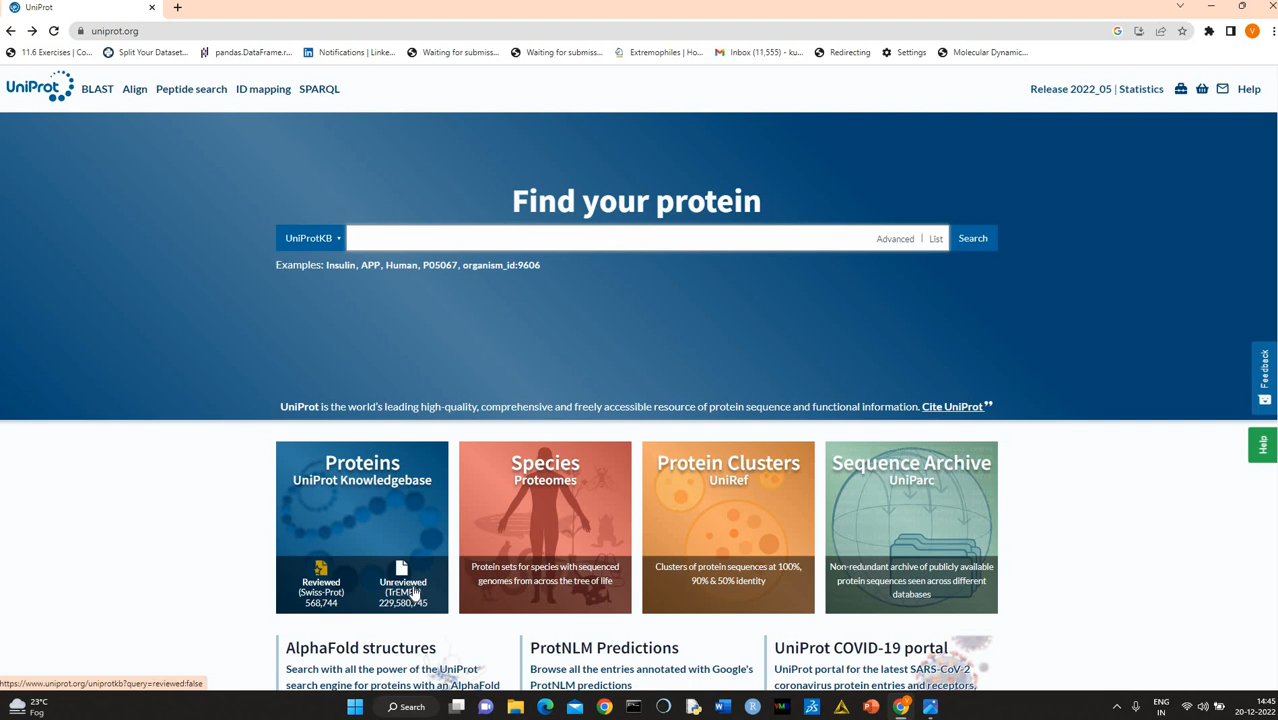 UniProt
uniprot.org
11.6 Exercises | Co...
Split Your Dataset...
pandas.DataFrame.r...
Notifications | Linke...
Waiting for submiss...
Waiting for submiss...
Extremophiles | Ho...
Inbox (11,555) - ku...
Redirecting
Settings
Molecular Dynamic...
V
UniProt BLAST Align Peptide search ID mapping SPARQL
Release 2022_05 | Statistics Help
Find your protein
UniProtKB
Advanced | List
Search
Examples: Insulin, APP, Human, P05067, organism_id:9606
Feedback
Help
UniProt is the world's leading high-quality, comprehensive and freely accessible resource of protein sequence and functional information. Cite UniProt
Proteins
UniProt Knowledgebase
Reviewed
(Swiss-Prot)
568,744
Unreviewed
229,580,745
Species
Proteomes
Protein sets for species with sequenced
genomes from across the tree of life
Protein Clusters
UniRef
Clusters of protein sequences at 100%,
90% & 50% identity
Sequence Archive
UniParc
Non-redundant archive of publicly available
protein sequences seen across different
databases
AlphaFold structures
Search with all the power of the UniProt
search engine for proteins with an AlphaFold
ProtNLM Predictions
Browse all the entries annotated with Google's
ProtNLM predictions
UniProt COVID-19 portal
UniProt portal for the latest SARS-CoV-2
coronavirus protein entries and receptors,
https://www.uniprot.org/uniprotkb?query=reviewed:false
23°C
Fog
Search
ENG
IN
14:45
20-12-2022